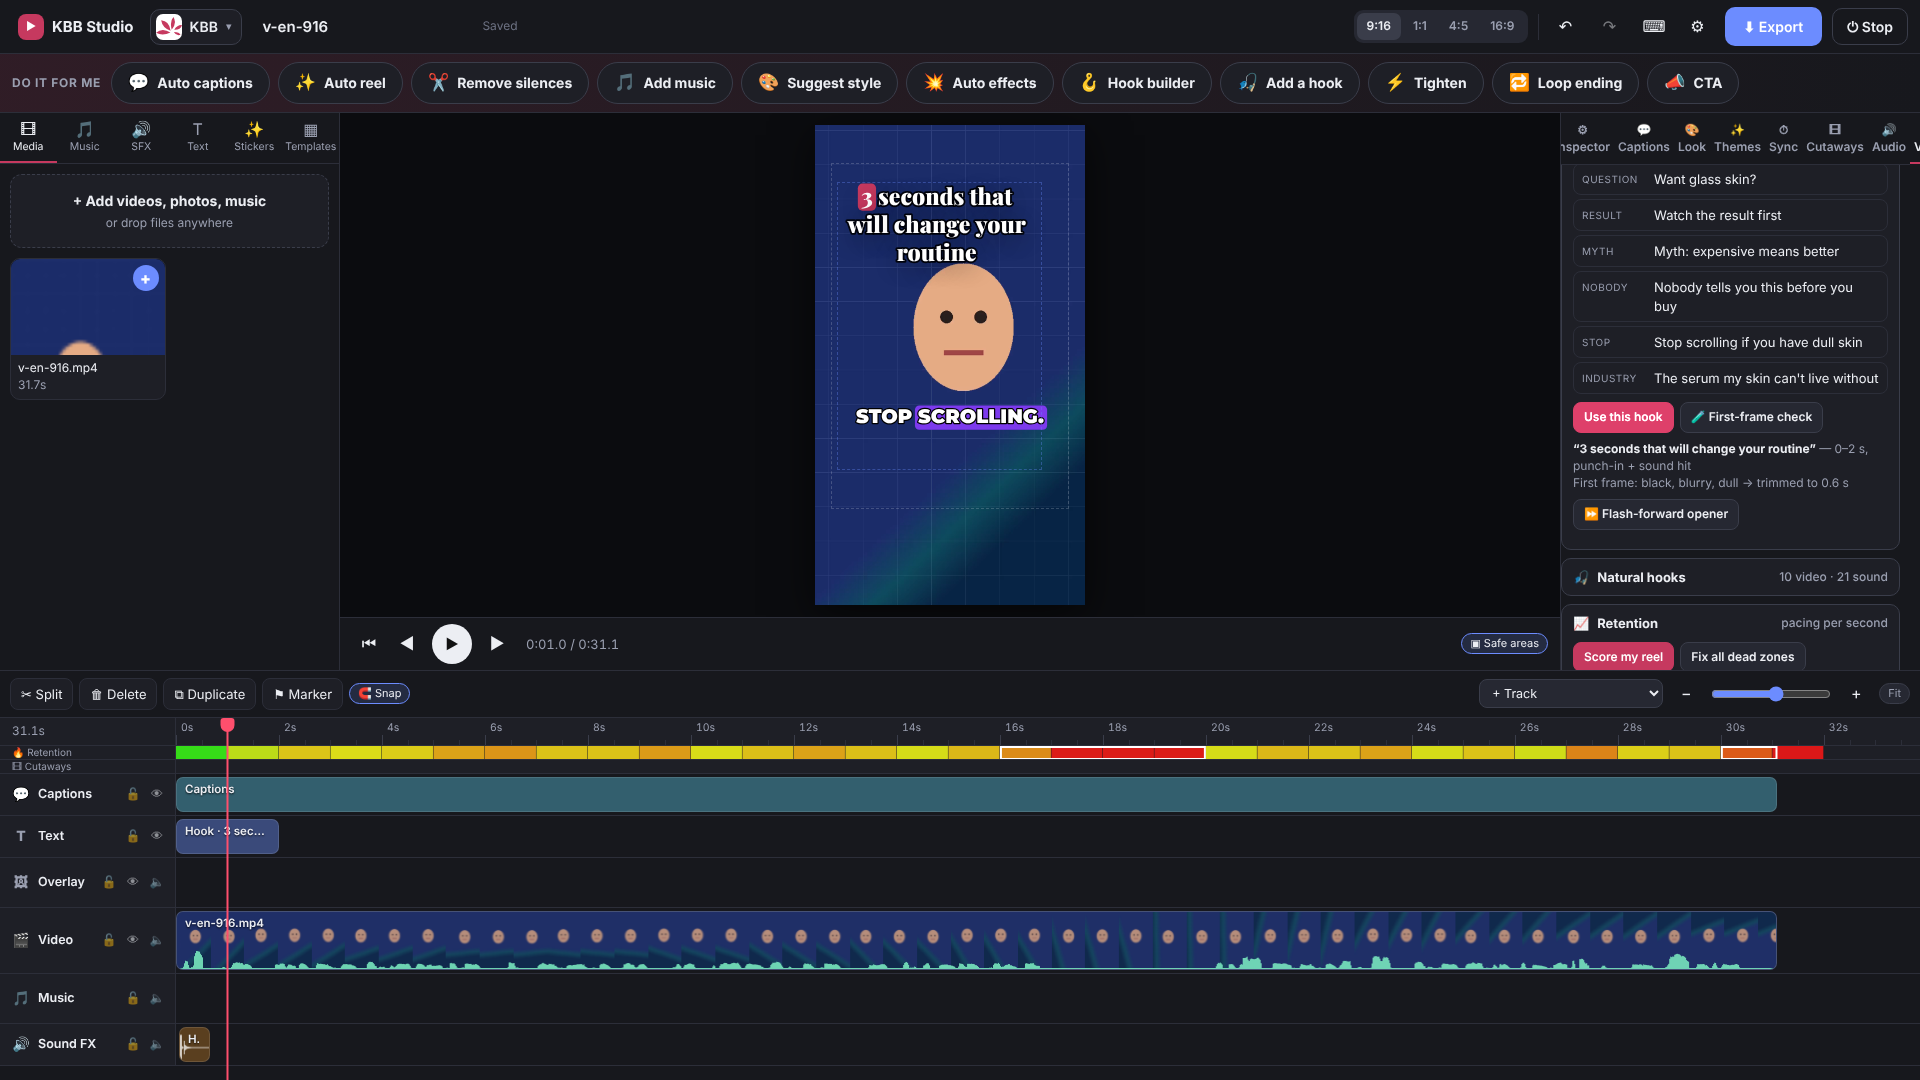 KBB Studio
KBB
v-en-916
Saved
9:16 1:1 4:5 16:9
Export
Stop
DO IT FOR ME
Auto captions
Auto reel
Remove silences
Add music
Suggest style
Auto effects
Hook builder
Add a hook
Tighten
Loop ending
CTA
Media
Music
SFX
Text
Stickers
Templates
+ Add videos, photos, music
or drop files anywhere
v-en-916.mp4
31.7s
3 seconds that
will change your
routine
STOP SCROLLING.
0:01.0 / 0:31.1
Safe areas
nspector
Captions
Look
Themes
Sync
Cutaways
Audio
QUESTION Want glass skin?
RESULT Watch the result first
MYTH Myth: expensive means better
NOBODY Nobody tells you this before you
buy
STOP Stop scrolling if you have dull skin
INDUSTRY The serum my skin can't live without
Use this hook
First-frame check
“3 seconds that will change your routine” — 0–2 s,
punch-in + sound hit
First frame: black, blurry, dull → trimmed to 0.6 s
Flash-forward opener
Natural hooks 10 video · 21 sound
Retention pacing per second
Score my reel
Fix all dead zones
Split
Delete
Duplicate
Marker
Snap
+ Track
Fit
31.1s
0s 2s 4s 6s 8s 10s 12s 14s 16s 18s 20s 22s 24s 26s 28s 30s 32s
Retention
Cutaways
Captions
Captions
Text
Hook · 3 sec...
Overlay
Video
v-en-916.mp4
Music
Sound FX
H.